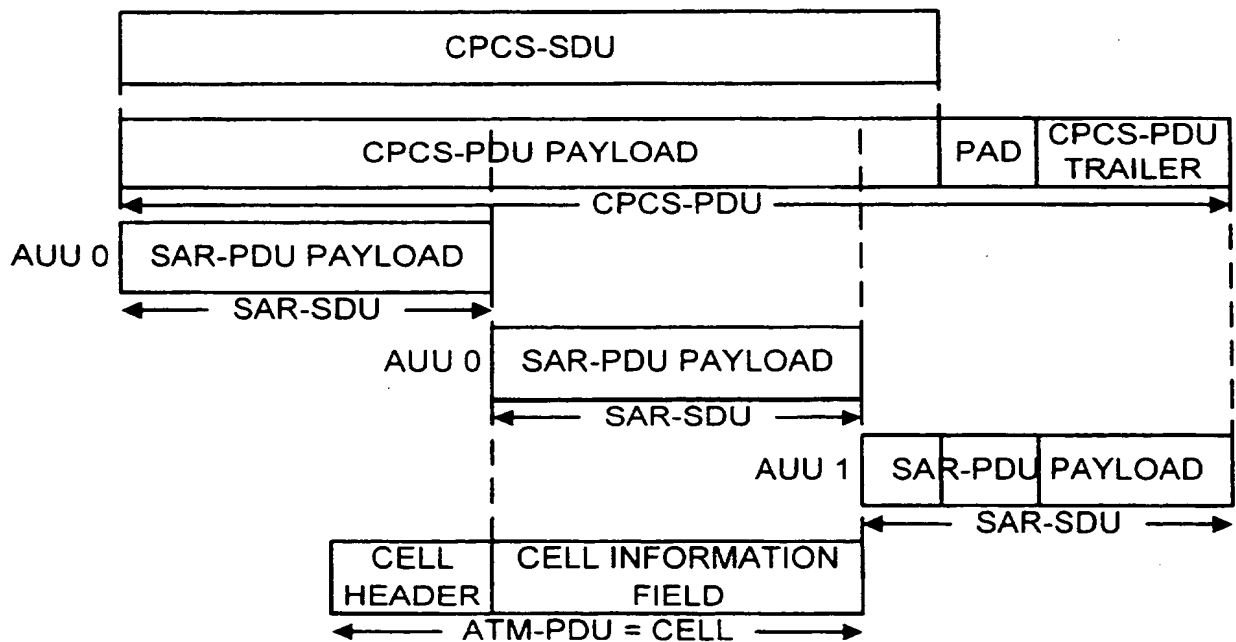 CPCS-SDU
CPCS-PDU PAYLOAD
PAD
CPCS-PDU
TRAILER
CPCS-PDU
AUU 0
SAR-PDU PAYLOAD
SAR-SDU
AUU 0
SAR-PDU PAYLOAD
SAR-SDU
AUU 1
SAR-PDU PAYLOAD
SAR-SDU
CELL
HEADER
CELL INFORMATION
FIELD
ATM-PDU = CELL